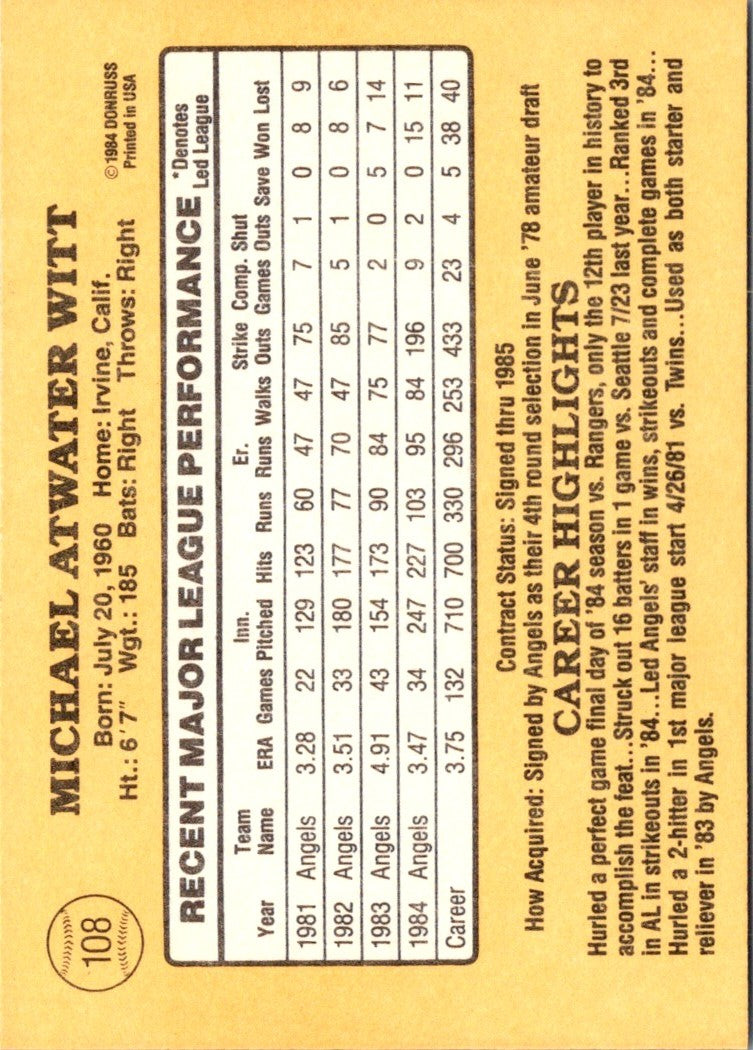 108
MICHAEL ATWATER WITT
Born: July 20, 1960 Home: Irvine, Calif.
Ht.: 6'7" Wgt.: 185 Bats: Right Throws: Right
© 1984 DONRUSS
Printed in USA
RECENT MAJOR LEAGUE PERFORMANCE
*Denotes
Led League
Team Inn. Er. Strike Comp. Shut
Year Name ERA Games Pitched Hits Runs Runs Walks Outs Games Outs Save Won Lost
1981 Angels 3.28 22 129 123 60 47 47 75 7 1 0 8 9
1982 Angels 3.51 33 180 177 77 70 47 85 5 1 0 8 6
1983 Angels 4.91 43 154 173 90 84 75 77 2 0 5 7 14
1984 Angels 3.47 34 247 227 103 95 84 196 9 2 0 15 11
Career 3.75 132 710 700 330 296 253 433 23 4 5 38 40
Contract Status: Signed thru 1985
How Acquired: Signed by Angels as their 4th round selection in June '78 amateur draft
CAREER HIGHLIGHTS
Hurled a perfect game final day of '84 season vs. Rangers, only the 12th player in history to
accomplish the feat...Struck out 16 batters in 1 game vs. Seattle 7/23 last year...Ranked 3rd
in AL in strikeouts in '84...Led Angels' staff in wins, strikeouts and complete games in '84...
Hurled a 2-hitter in 1st major league start 4/26/81 vs. Twins...Used as both starter and
reliever in '83 by Angels.